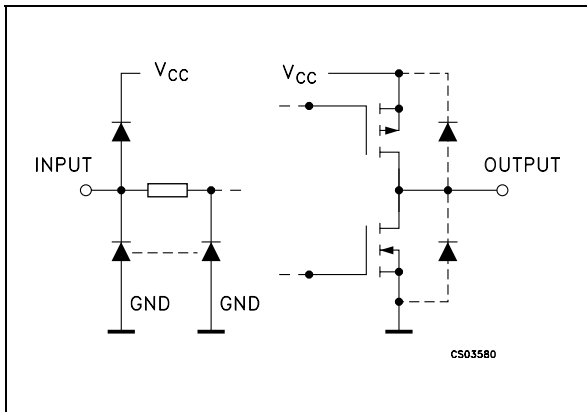 VCC
VCC
INPUT
OUTPUT
GND
GND
CS03580